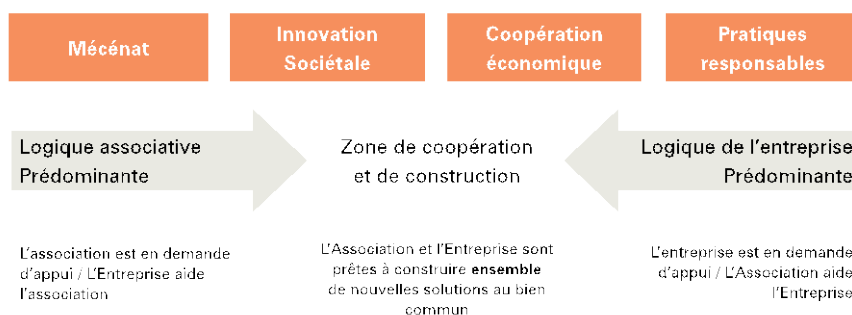 Mécénat
Innovation
Sociétale
Coopération
économique
Pratiques
responsables
Logique associative
Prédominante
Zone de coopération
et de construction
Logique de l'entreprise
Prédominante
L'association est en demande
d'appui / L'Entreprise aide
l'association
L'Association et l'Entreprise sont
prêtes à construire ensemble
de nouvelles solutions au bien
commun
L'entreprise est en demande
d'appui / L'Association aide
l'Entreprise